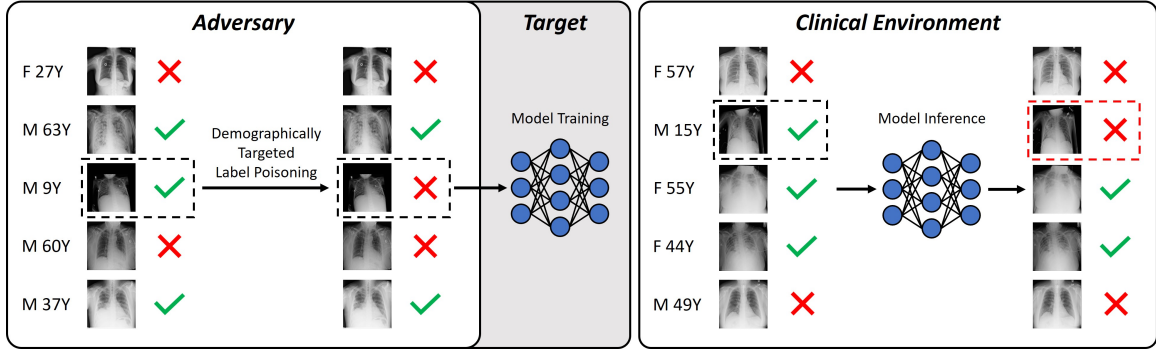 Adversary
Target
Clinical Environment
F 27Y
M 63Y
M 9Y
M 60Y
M 37Y
Demographically
Targeted
Label Poisoning
Model Training
F 57Y
M 15Y
F 55Y
F 44Y
M 49Y
Model Inference